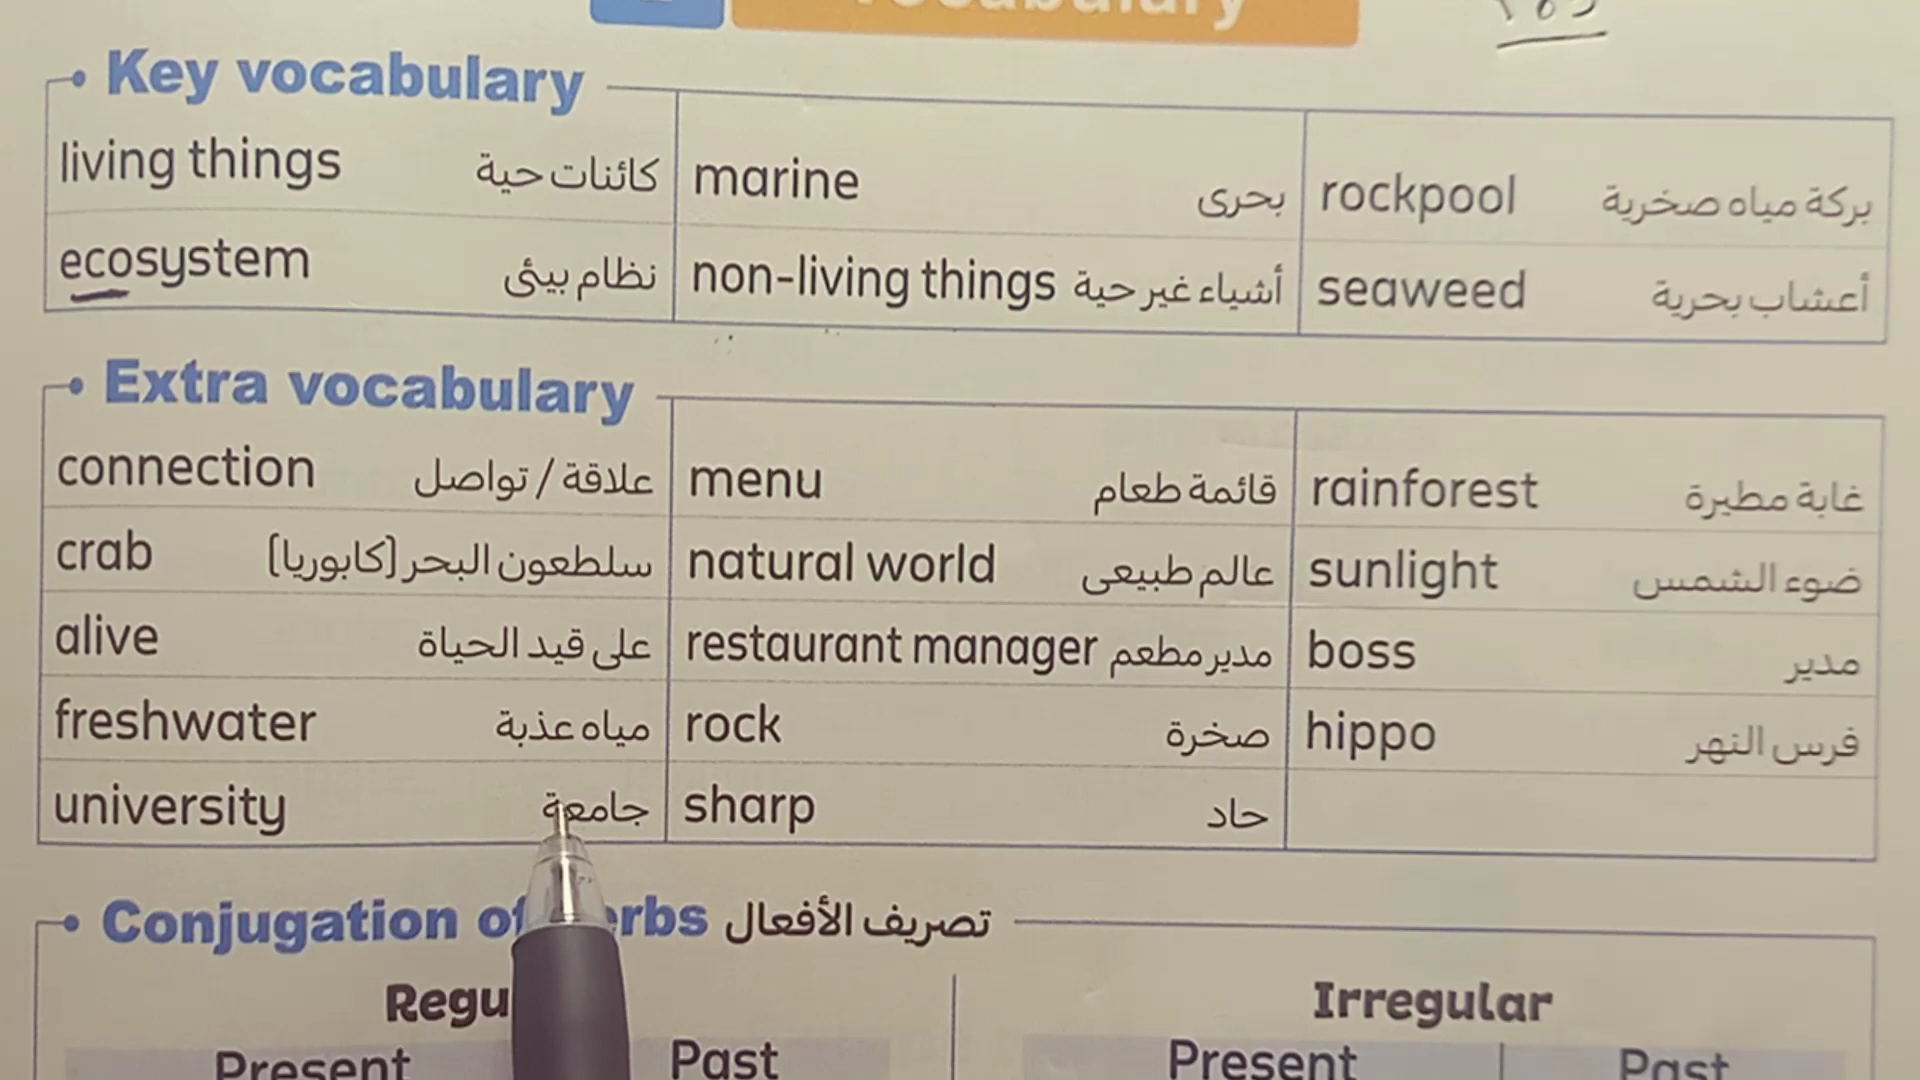 Vocabulary
Key vocabulary
living things كائنات حية marine بحرى rockpool بركة مياه صخرية
ecosystem نظام بيئى non-living things أشياء غير حية seaweed أعشاب بحرية
Extra vocabulary
connection علاقة / تواصل menu قائمة طعام rainforest غابة مطيرة
crab سلطعون البحر (كابوريا) natural world عالم طبيعى sunlight ضوء الشمس
alive على قيد الحياة restaurant manager مدير مطعم boss مدير
freshwater مياه عذبة rock صخرة hippo فرس النهر
university جامعة sharp حاد
Conjugation of erbs تصريف الأفعال
Regu Irregular
Present Past Present Past